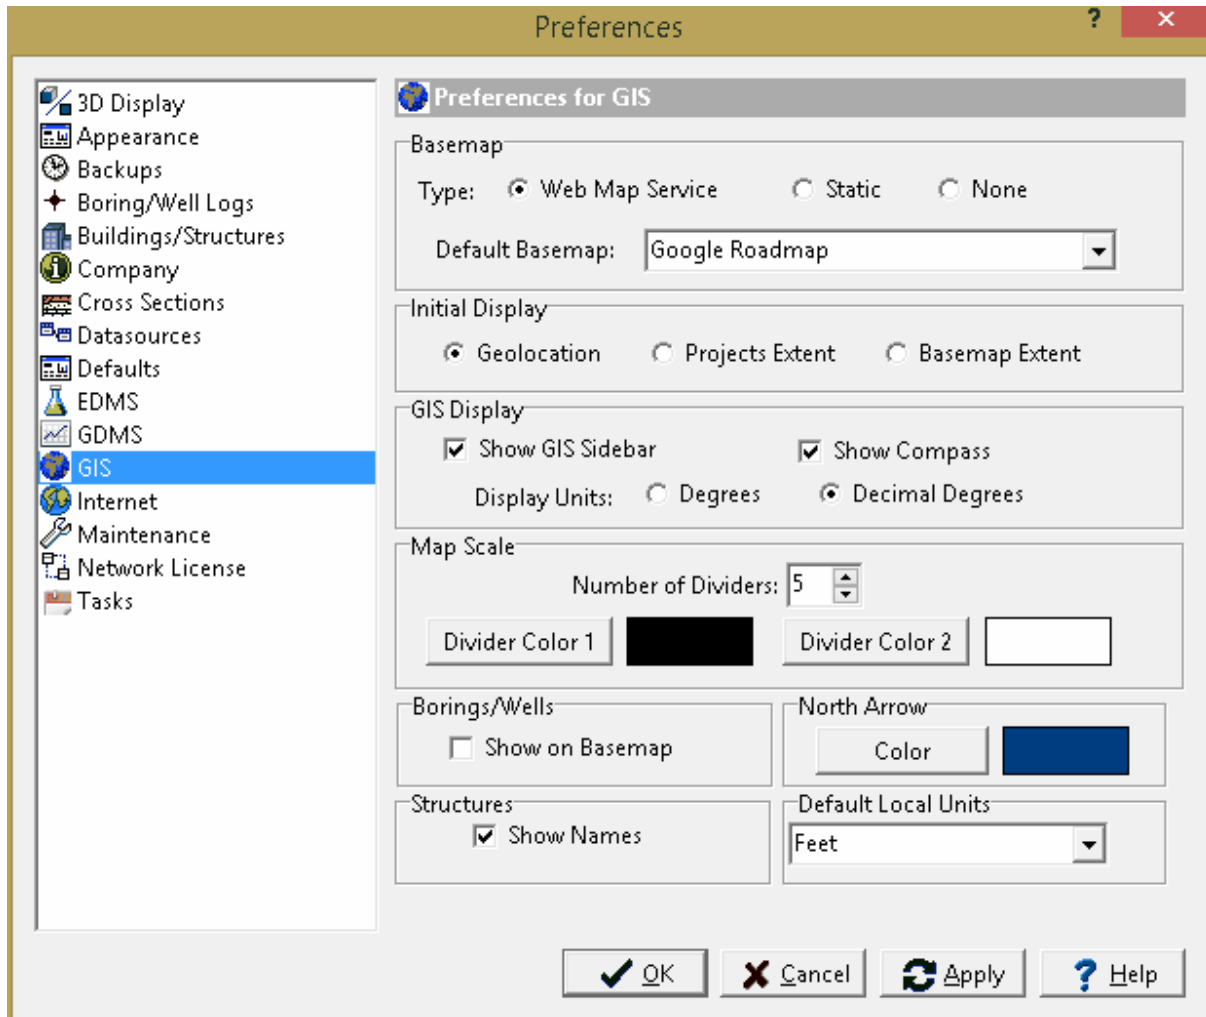 Preferences
?
3D Display
Appearance
Backups
Boring/Well Logs
Buildings/Structures
Company
Cross Sections
Datasources
Defaults
EDMS
GDMS
GIS
Internet
Maintenance
Network License
Tasks
Preferences for GIS
Basemap
Type: Web Map Service Static None
Default Basemap: Google Roadmap
Initial Display
Geolocation Projects Extent Basemap Extent
GIS Display
Show GIS Sidebar Show Compass
Display Units: Degrees Decimal Degrees
Map Scale
Number of Dividers: 5
Divider Color 1 Divider Color 2
Borings/Wells
Show on Basemap
North Arrow
Color
Structures
Show Names
Default Local Units
Feet
OK Cancel Apply ? Help